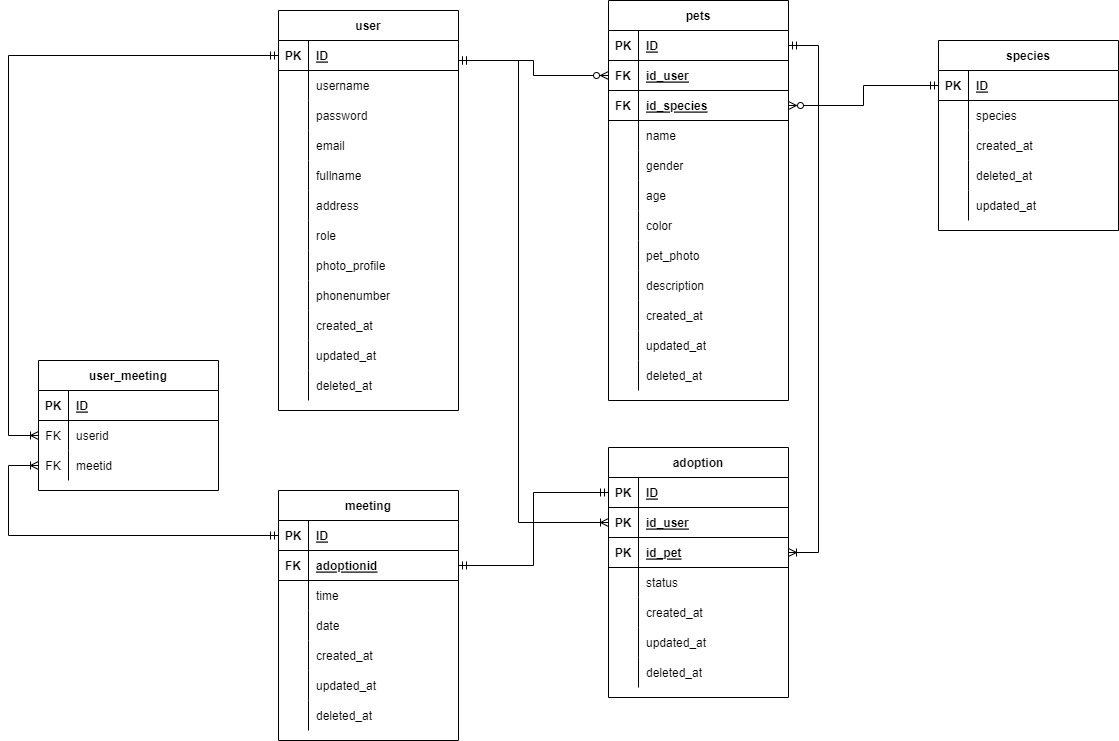 user
PK ID
username
password
email
fullname
address
role
photo_profile
phonenumber
created_at
updated_at
deleted_at
pets
PK ID
FK id_user
FK id_species
name
gender
age
color
pet_photo
description
created_at
updated_at
deleted_at
species
PK ID
species
created_at
deleted_at
updated_at
user_meeting
PK ID
FK userid
FK meetid
meeting
PK ID
FK adoptionid
time
date
created_at
updated_at
deleted_at
adoption
PK ID
PK id_user
PK id_pet
status
created_at
updated_at
deleted_at